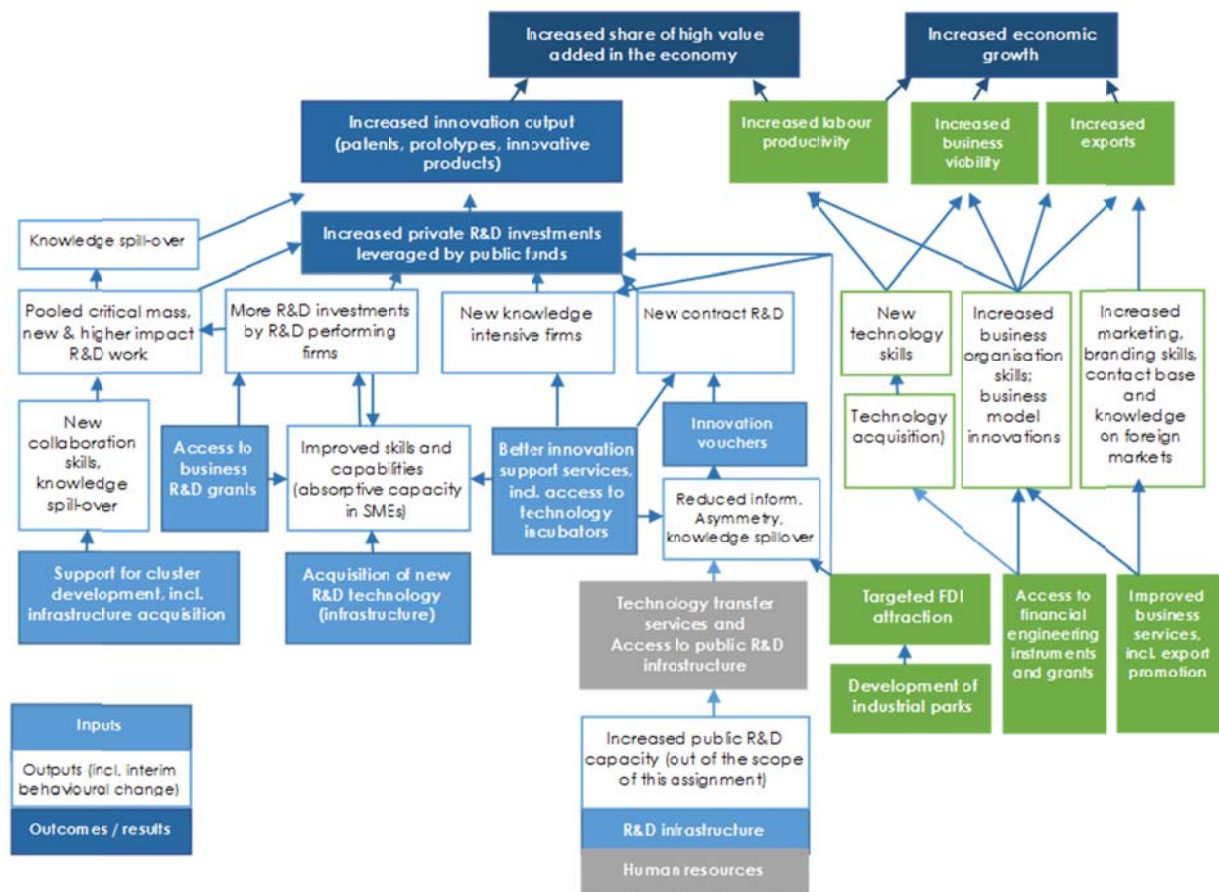 Increased share of high value
added in the economy
Increased economic
growth
Increased innovation output
(patents, prototypes, innovative
products)
Increased labour
productivity
Increased
business
viability
Increased
exports
Knowledge spill-over
Increased private R&D investments
leveraged by public funds
Pooled critical mass,
new & higher impact
R&D work
More R&D investments
by R&D performing
firms
New knowledge
intensive firms
New contract R&D
New
technology
skills
Increased
business
organisation
skills;
business
model
innovations
Increased
marketing,
branding skills,
contact base
and
knowledge
on foreign
markets
New
collaboration
skills,
knowledge
spill-over
Access to
business
R&D grants
Improved skills and
capabilities
(absorptive capacity
in SMEs)
Better innovation
support services,
incl. access to
technology
incubators
Innovation
vouchers
Technology
acquisition)
Reduced inform.
Asymmetry,
knowledge spillover
Support for cluster
development, incl.
infrastructure acquisition
Acquisition of new
R&D technology
(infrastructure)
Technology transfer
services and
Access to public R&D
infrastructure
Targeted FDI
attraction
Access to
financial
engineering
instruments
and grants
Improved
business
services,
incl. export
promotion
Development of
industrial parks
Inputs
Outputs (incl. interim
behavioural change)
Outcomes / results
Increased public R&D
capacity (out of the scope
of this assignment)
R&D infrastructure
Human resources